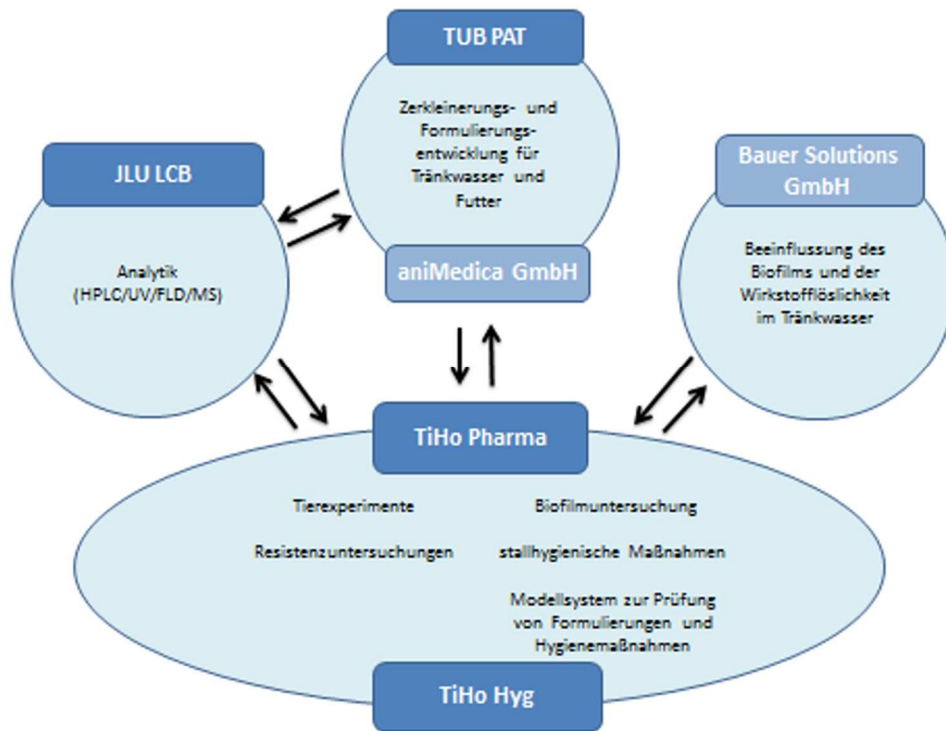 TUB PAT
Zerkleinerungs- und
Formulierungs-
entwicklung für
Tränkwasser und
Futter
aniMedica GmbH
JLU LCB
Analytik
(HPLC/UV/FLD/MS)
Bauer Solutions
GmbH
Beeinflussung des
Biofilms und der
Wirkstofflöslichkeit
im Tränkwasser
TiHo Pharma
Tierexperimente
Resistenzuntersuchungen
Biofilmuntersuchung
stallhygienische Maßnahmen
Modellsystem zur Prüfung
von Formulierungen und
Hygienemaßnahmen
TiHo Hyg